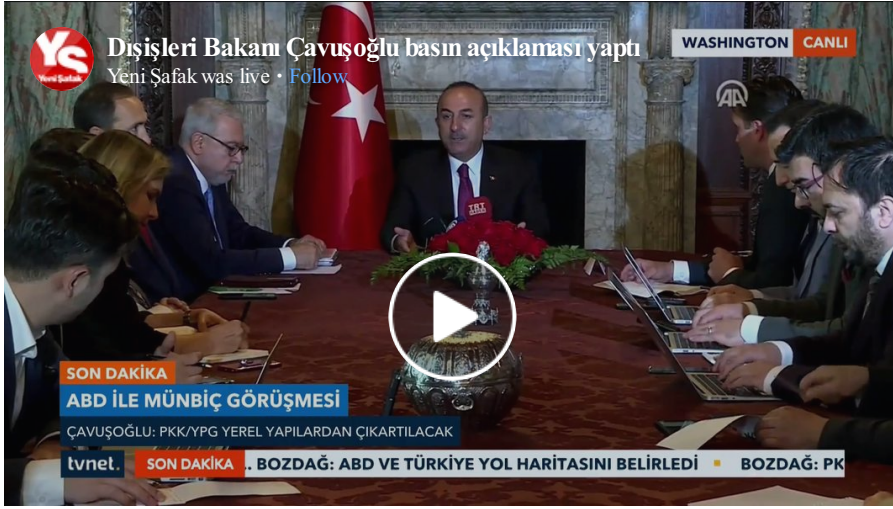 YS
Yeni Şafak
Dışişleri Bakanı Çavuşoğlu basın açıklaması yaptı
Yeni Şafak was live · Follow
WASHINGTON CANLI
AA
TRT
SON DAKİKA
ABD İLE MÜNBİÇ GÖRÜŞMESİ
ÇAVUŞOĞLU: PKK/YPG YEREL YAPILARDAN ÇIKARTILACAK
tvnet. SON DAKİKA .. BOZDAĞ: ABD VE TÜRKİYE YOL HARİTASINI BELİRLEDİ ▪ BOZDAĞ: PK